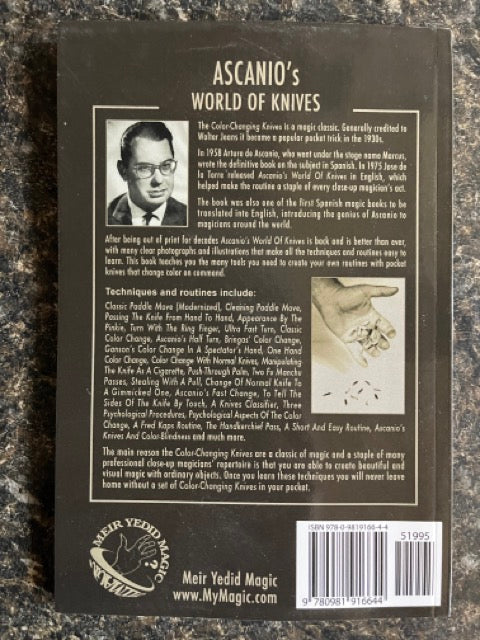 ASCANIO's
WORLD OF KNIVES
The Color-Changing Knives is a magic classic. Generally credited to
Walter Jeans it became a popular pocket trick in the 1930s.
In 1958 Arturo de Ascanio, who went under the stage name Marcus,
wrote the definitive book on the subject in Spanish. In 1975 Jose de
la Torre released Ascanio's World Of Knives in English, which
helped make the routine a staple of every close-up magician's act.
The book was also one of the first Spanish magic books to be
translated into English, introducing the genius of Ascanio to
magicians around the world.
After being out of print for decades Ascanio's World Of Knives is back and is better than ever,
with many clear photographs and illustrations that make all the techniques and routines easy to
learn. This book teaches you the many tools you need to create your own routines with pocket
knives that change color on command.
Techniques and routines include:
Classic Paddle Move (Modernized), Cleaning Paddle Move,
Passing The Knife From Hand To Hand, Appearance By The
Pinkie, Turn With The Ring Finger, Ultra Fast Turn, Classic
Color Change, Ascanio's Half Turn, Bringas' Color Change,
Ganson's Color Change In A Spectator's Hand, One Hand
Color Change, Color Change With Normal Knives, Manipulating
The Knife As A Cigarette, Push-Through Palm, Two Fu Manchu
Passes, Stealing With A Pull, Change Of Normal Knife To
A Gimmicked One, Ascanio's Fast Change, To Tell The
Sides Of The Knife By Touch, A Knives Classifier, Three
Psychological Procedures, Psychological Aspects Of The Color
Change, A Fred Kaps Routine, The Handkerchief Pass, A Short And Easy Routine, Ascanio's
Knives And Color-Blindness and much more.
The main reason the Color-Changing Knives are a classic of magic and a staple of many
professional close-up magicians' repertoire is that you are able to create beautiful and
visual magic with ordinary objects. Once you learn these techniques you will never leave
home without a set of Color-Changing Knives in your pocket.
MEIR YEDID MAGIC
Meir Yedid Magic
www.MyMagic.com
ISBN 978-0-9819166-4-4
51995
9 780981 916644